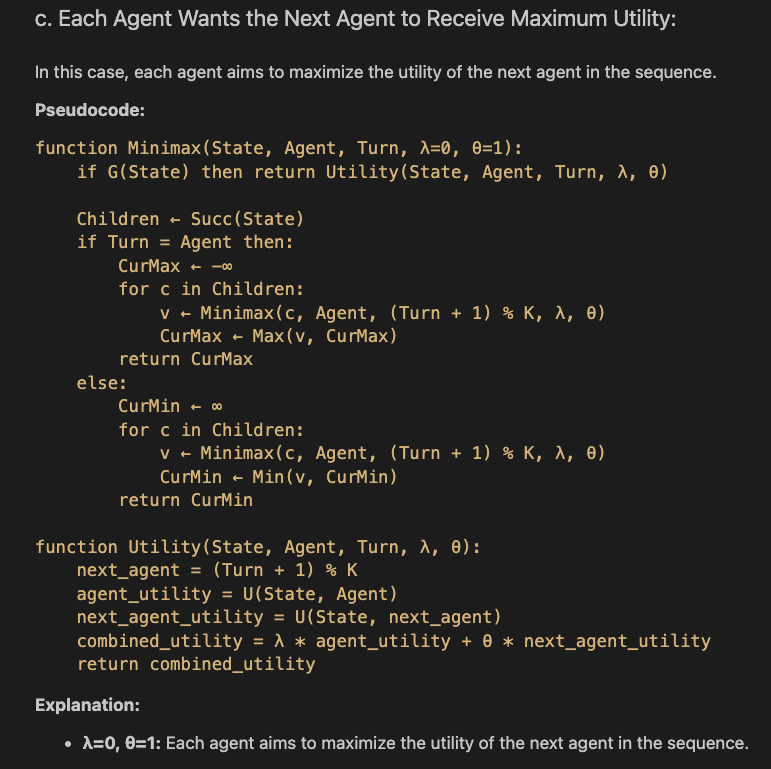 c. Each Agent Wants the Next Agent to Receive Maximum Utility:
In this case, each agent aims to maximize the utility of the next agent in the sequence.
Pseudocode:
function Minimax(State, Agent, Turn, λ=0, θ=1):
    if G(State) then return Utility(State, Agent, Turn, λ, θ)
    Children ← Succ(State)
    if Turn = Agent then:
        CurMax ← -∞
        for c in Children:
            v ← Minimax(c, Agent, (Turn + 1) % K, λ, θ)
            CurMax ← Max(v, CurMax)
        return CurMax
    else:
        CurMin ← ∞
        for c in Children:
            v ← Minimax(c, Agent, (Turn + 1) % K, λ, θ)
            CurMin ← Min(v, CurMin)
        return CurMin
function Utility(State, Agent, Turn, λ, θ):
    next_agent = (Turn + 1) % K
    agent_utility = U(State, Agent)
    next_agent_utility = U(State, next_agent)
    combined_utility = λ * agent_utility + θ * next_agent_utility
    return combined_utility
Explanation:
• λ=0, θ=1: Each agent aims to maximize the utility of the next agent in the sequence.